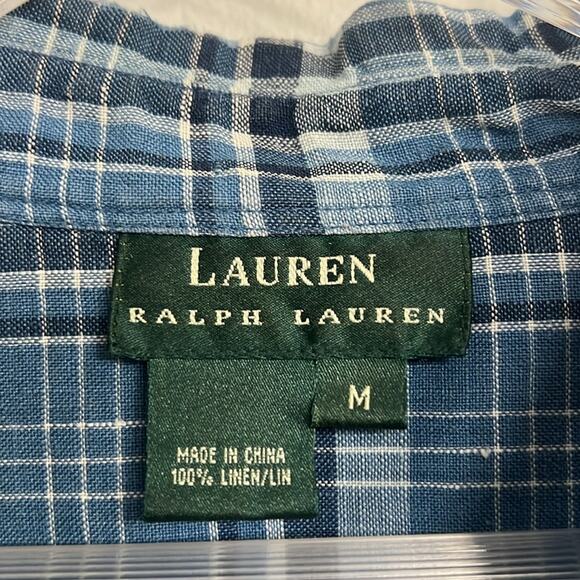 LAUREN
RALPH LAUREN
M
MADE IN CHINA
100% LINEN/LIN